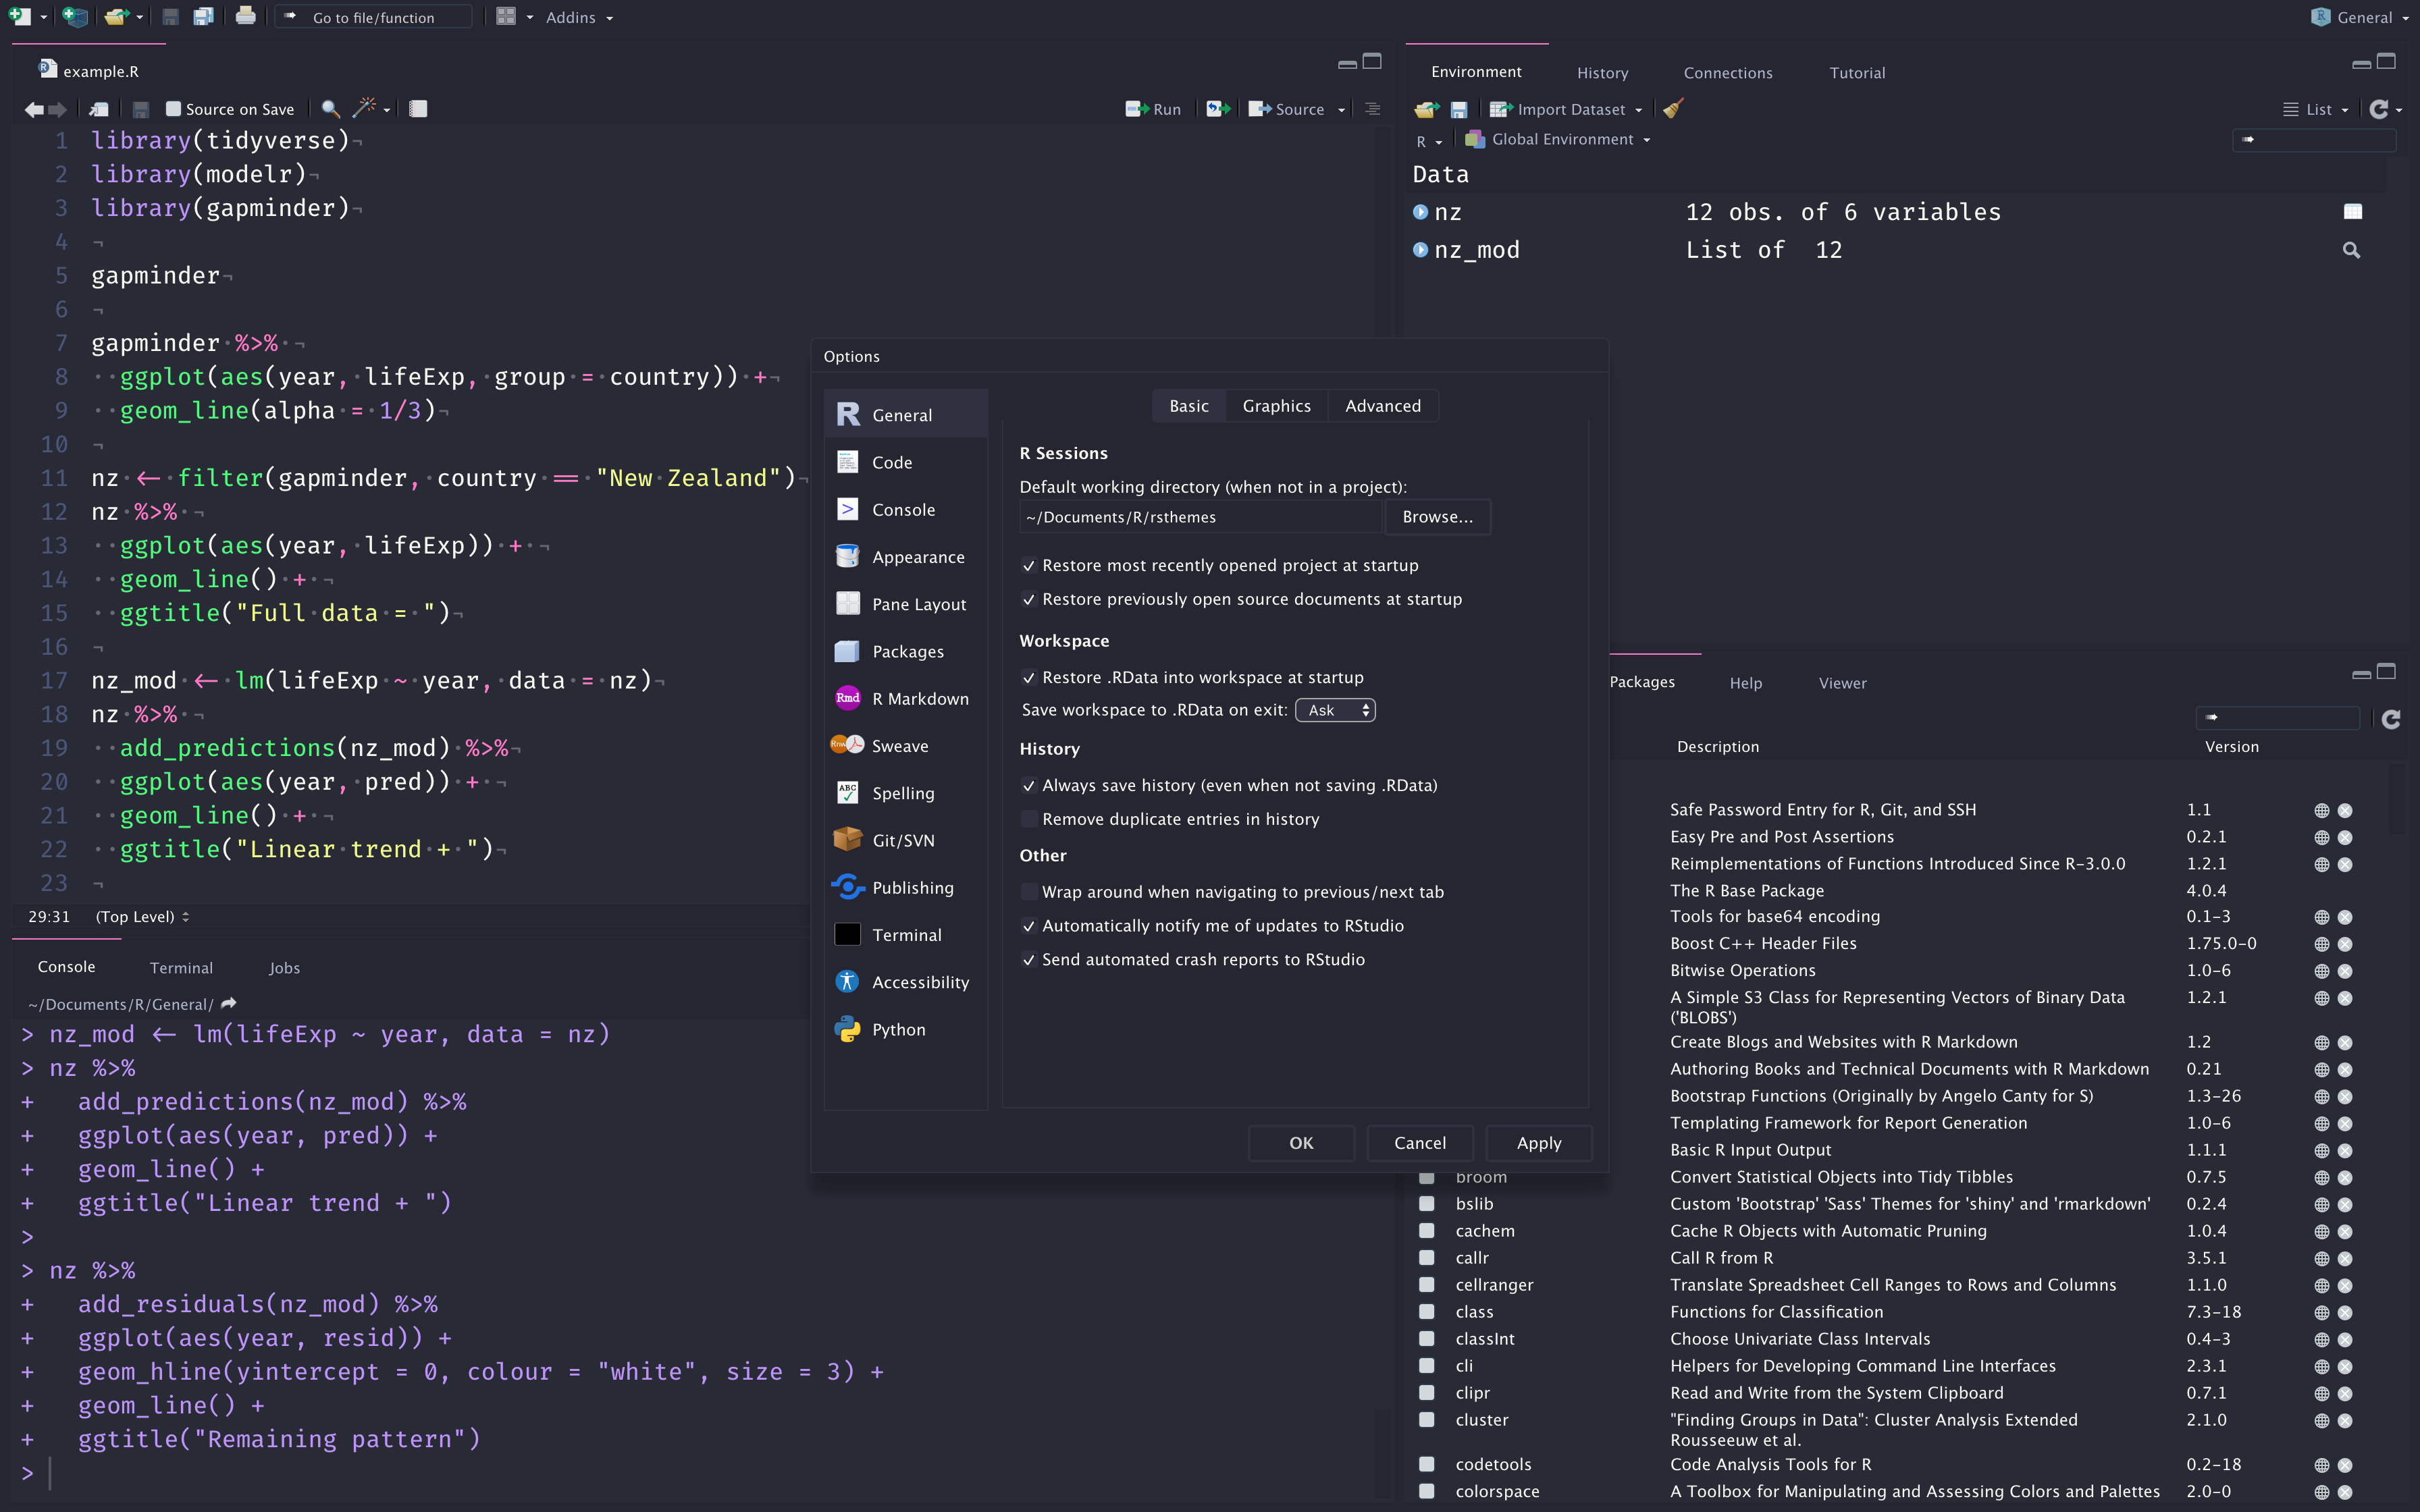 Go to file/function
Addins
General
example.R
Source on Save
Run
Source
1 library(tidyverse)¬
2 library(modelr)¬
3 library(gapminder)¬
4 ¬
5 gapminder¬
6 ¬
7 gapminder·%>%·¬
8 ··ggplot(aes(year,·lifeExp,·group·=·country))·+¬
9 ··geom_line(alpha·=·1/3)¬
10 ¬
11 nz·<-·filter(gapminder,·country·==·"New·Zealand")¬
12 nz·%>%·¬
13 ··ggplot(aes(year,·lifeExp))·+·¬
14 ··geom_line()·+·¬
15 ··ggtitle("Full·data·=·")¬
16 ¬
17 nz_mod·<-·lm(lifeExp·~·year,·data·=·nz)¬
18 nz·%>%·¬
19 ··add_predictions(nz_mod)·%>%¬
20 ··ggplot(aes(year,·pred))·+·¬
21 ··geom_line()·+·¬
22 ··ggtitle("Linear·trend·+·")¬
23 ¬
29:31 (Top Level)
Console Terminal Jobs
~/Documents/R/General/
> nz_mod <- lm(lifeExp ~ year, data = nz)
> nz %>%
+   add_predictions(nz_mod) %>%
+   ggplot(aes(year, pred)) +
+   geom_line() +
+   ggtitle("Linear trend + ")
>
> nz %>%
+   add_residuals(nz_mod) %>%
+   ggplot(aes(year, resid)) +
+   geom_hline(yintercept = 0, colour = "white", size = 3) +
+   geom_line() +
+   ggtitle("Remaining pattern")
>
Options
R General
Code
> Console
Appearance
Pane Layout
Packages
Rmd R Markdown
Rnw Sweave
ABC Spelling
Git/SVN
Publishing
Terminal
Accessibility
Python
Basic Graphics Advanced
R Sessions
Default working directory (when not in a project):
~/Documents/R/rsthemes Browse...
Restore most recently opened project at startup
Restore previously open source documents at startup
Workspace
Restore .RData into workspace at startup
Save workspace to .RData on exit: Ask
History
Always save history (even when not saving .RData)
Remove duplicate entries in history
Other
Wrap around when navigating to previous/next tab
Automatically notify me of updates to RStudio
Send automated crash reports to RStudio
OK Cancel Apply
Environment History Connections Tutorial
Import Dataset List
R Global Environment
Data
nz 12 obs. of 6 variables
nz_mod List of  12
Packages Help Viewer
Description Version
Safe Password Entry for R, Git, and SSH 1.1
Easy Pre and Post Assertions 0.2.1
Reimplementations of Functions Introduced Since R-3.0.0 1.2.1
The R Base Package 4.0.4
Tools for base64 encoding 0.1-3
Boost C++ Header Files 1.75.0-0
Bitwise Operations 1.0-6
A Simple S3 Class for Representing Vectors of Binary Data 1.2.1
('BLOBS')
Create Blogs and Websites with R Markdown 1.2
Authoring Books and Technical Documents with R Markdown 0.21
Bootstrap Functions (Originally by Angelo Canty for S) 1.3-26
Templating Framework for Report Generation 1.0-6
Basic R Input Output 1.1.1
broom Convert Statistical Objects into Tidy Tibbles 0.7.5
bslib Custom 'Bootstrap' 'Sass' Themes for 'shiny' and 'rmarkdown' 0.2.4
cachem Cache R Objects with Automatic Pruning 1.0.4
callr Call R from R 3.5.1
cellranger Translate Spreadsheet Cell Ranges to Rows and Columns 1.1.0
class Functions for Classification 7.3-18
classInt Choose Univariate Class Intervals 0.4-3
cli Helpers for Developing Command Line Interfaces 2.3.1
clipr Read and Write from the System Clipboard 0.7.1
cluster "Finding Groups in Data": Cluster Analysis Extended 2.1.0
Rousseeuw et al.
codetools Code Analysis Tools for R 0.2-18
colorspace A Toolbox for Manipulating and Assessing Colors and Palettes 2.0-0